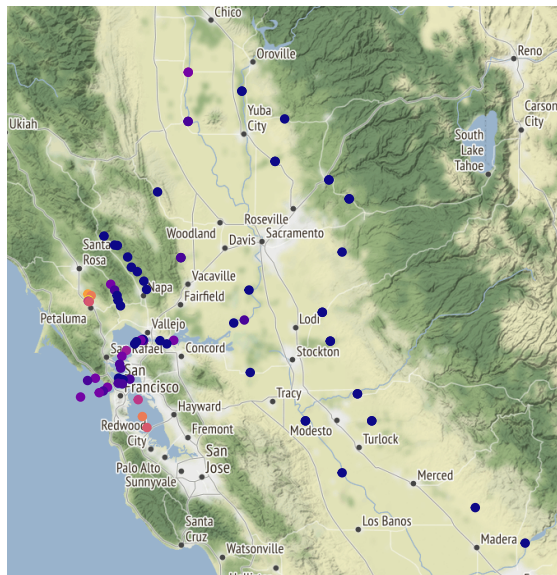 Chico
Oroville
Reno
Yuba
City
Carson
City
Ukiah
South
Lake
Tahoe
Roseville
Woodland
Sacramento
Davis
Santa
Rosa
Vacaville
Napa
Fairfield
Petaluma
Vallejo
Lodi
San Rafael
Concord
Stockton
San
Francisco
Tracy
Hayward
Modesto
Redwood
City
Fremont
Turlock
San
Jose
Palo Alto
Sunnyvale
Merced
Santa
Cruz
Los Banos
Madera
Watsonville